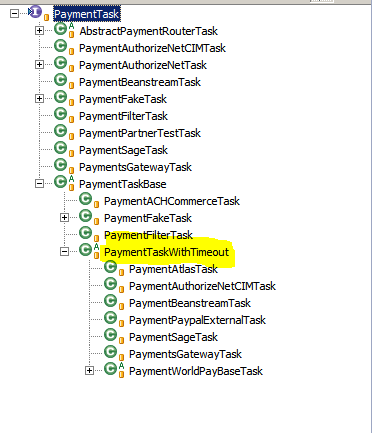 PaymentTask
AbstractPaymentRouterTask
PaymentAuthorizeNetCIMTask
PaymentAuthorizeNetTask
PaymentBeanstreamTask
PaymentFakeTask
PaymentFilterTask
PaymentPartnerTestTask
PaymentSageTask
PaymentsGatewayTask
PaymentTaskBase
PaymentACHCommerceTask
PaymentFakeTask
PaymentFilterTask
PaymentTaskWithTimeout
PaymentAtlasTask
PaymentAuthorizeNetCIMTask
PaymentBeanstreamTask
PaymentPaypalExternalTask
PaymentSageTask
PaymentsGatewayTask
PaymentWorldPayBaseTask